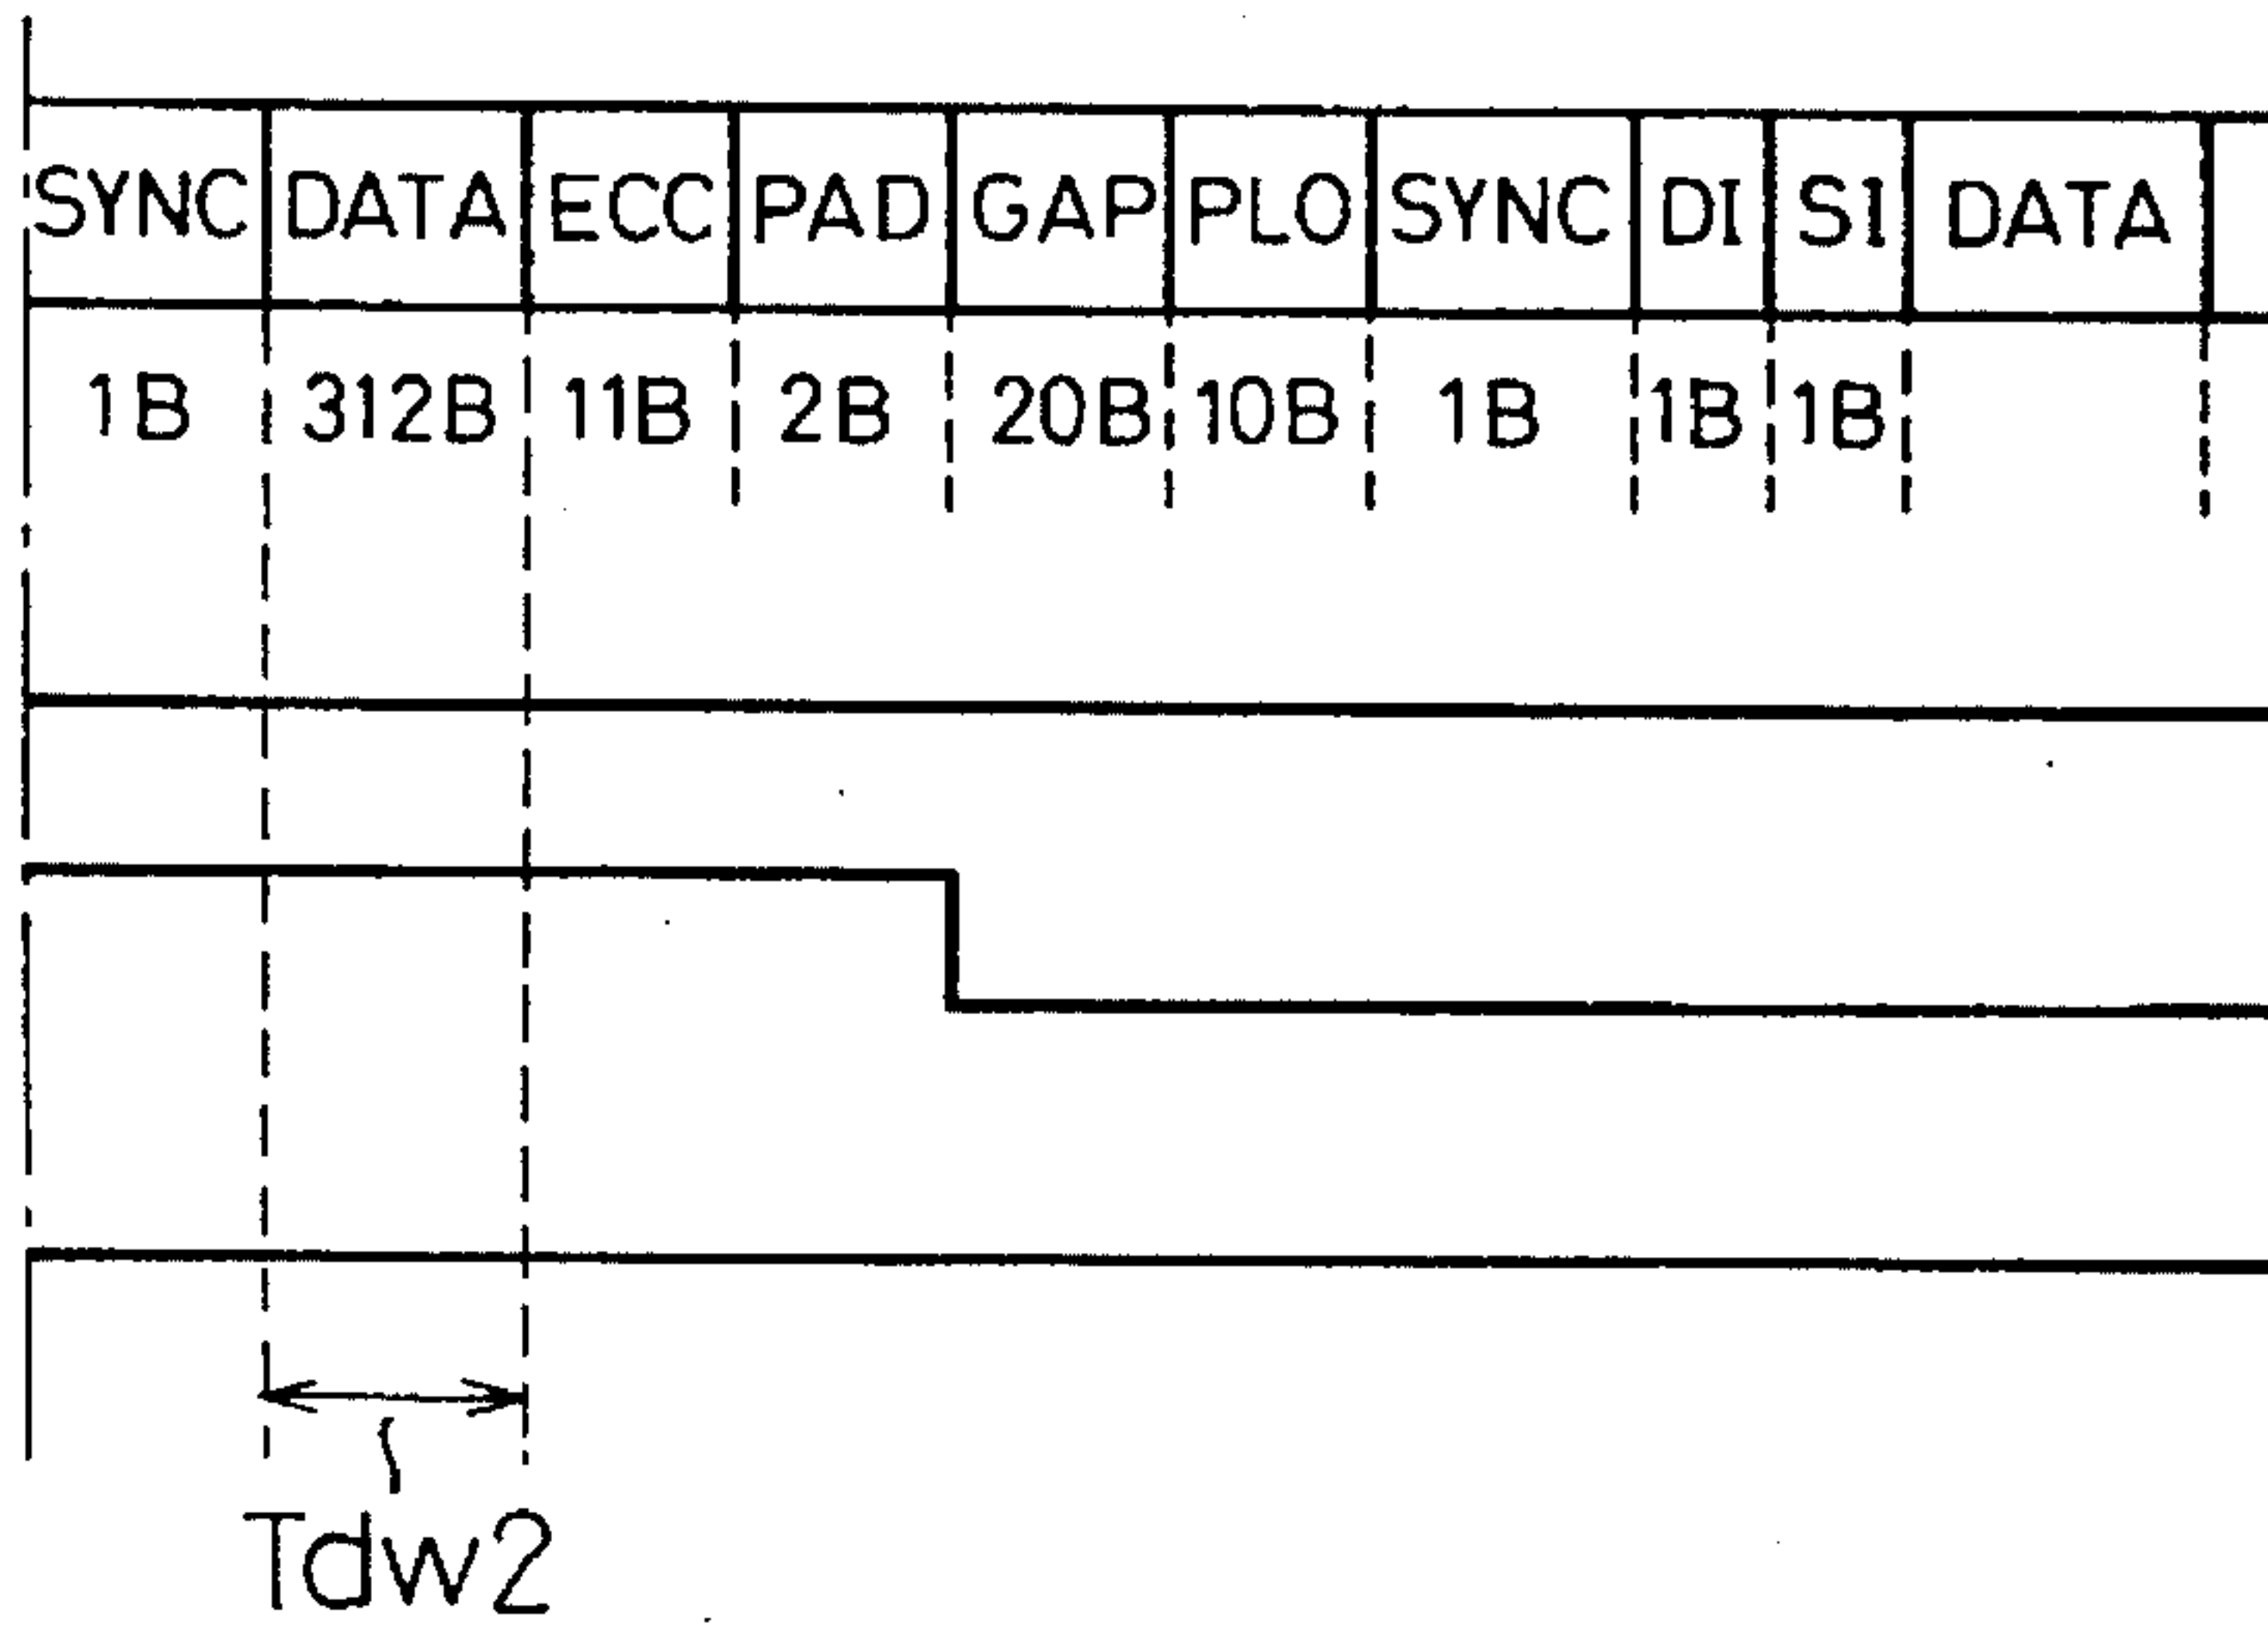 SYNC DATA ECC PAD GAP PLO SYNC DI SI DATA
1B 312B 11B 2B 20B 10B 1B 1B 1B
Tdw2